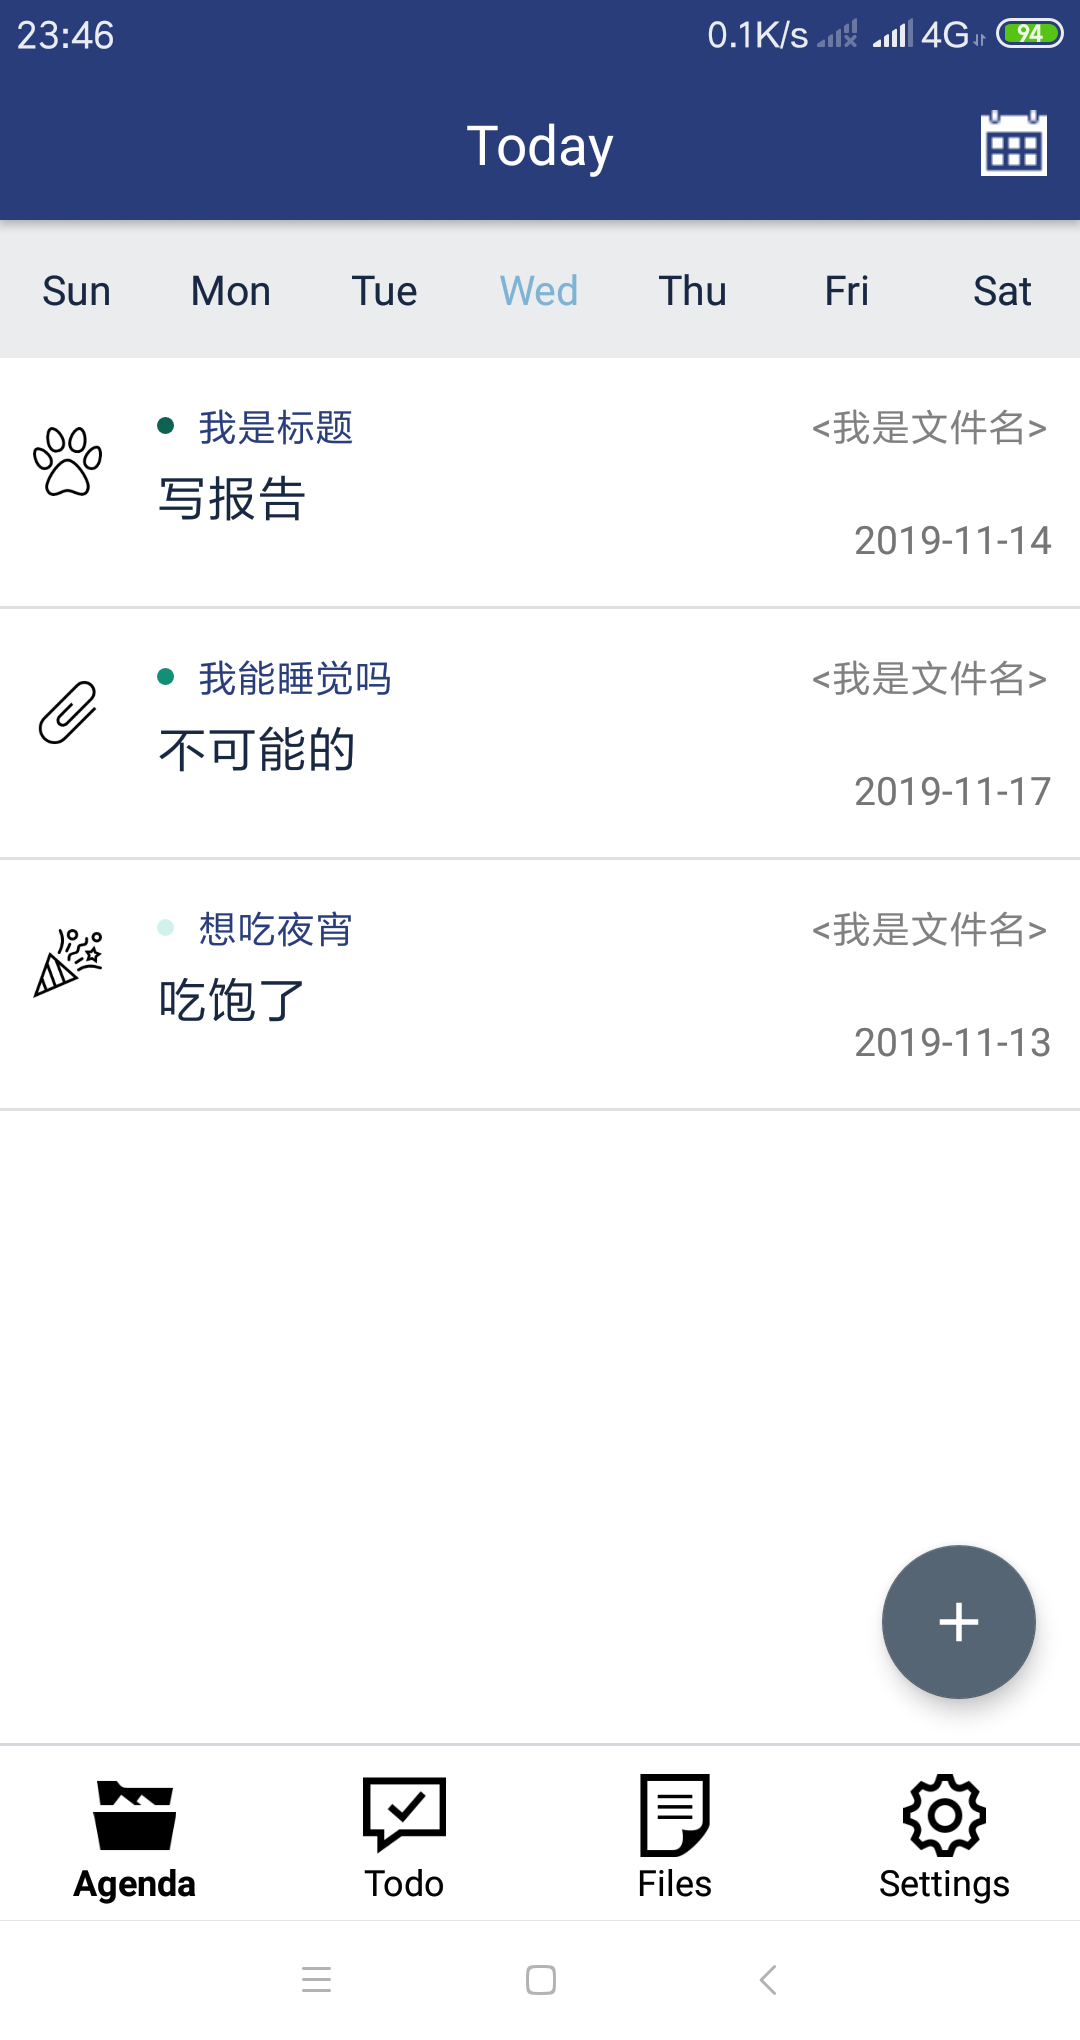 23:46 0.1K/s 4G 94
Today
Sun Mon Tue Wed Thu Fri Sat
我是标题 <我是文件名>
写报告
2019-11-14
我能睡觉吗 <我是文件名>
不可能的
2019-11-17
想吃夜宵 <我是文件名>
吃饱了
2019-11-13
+
Agenda Todo Files Settings